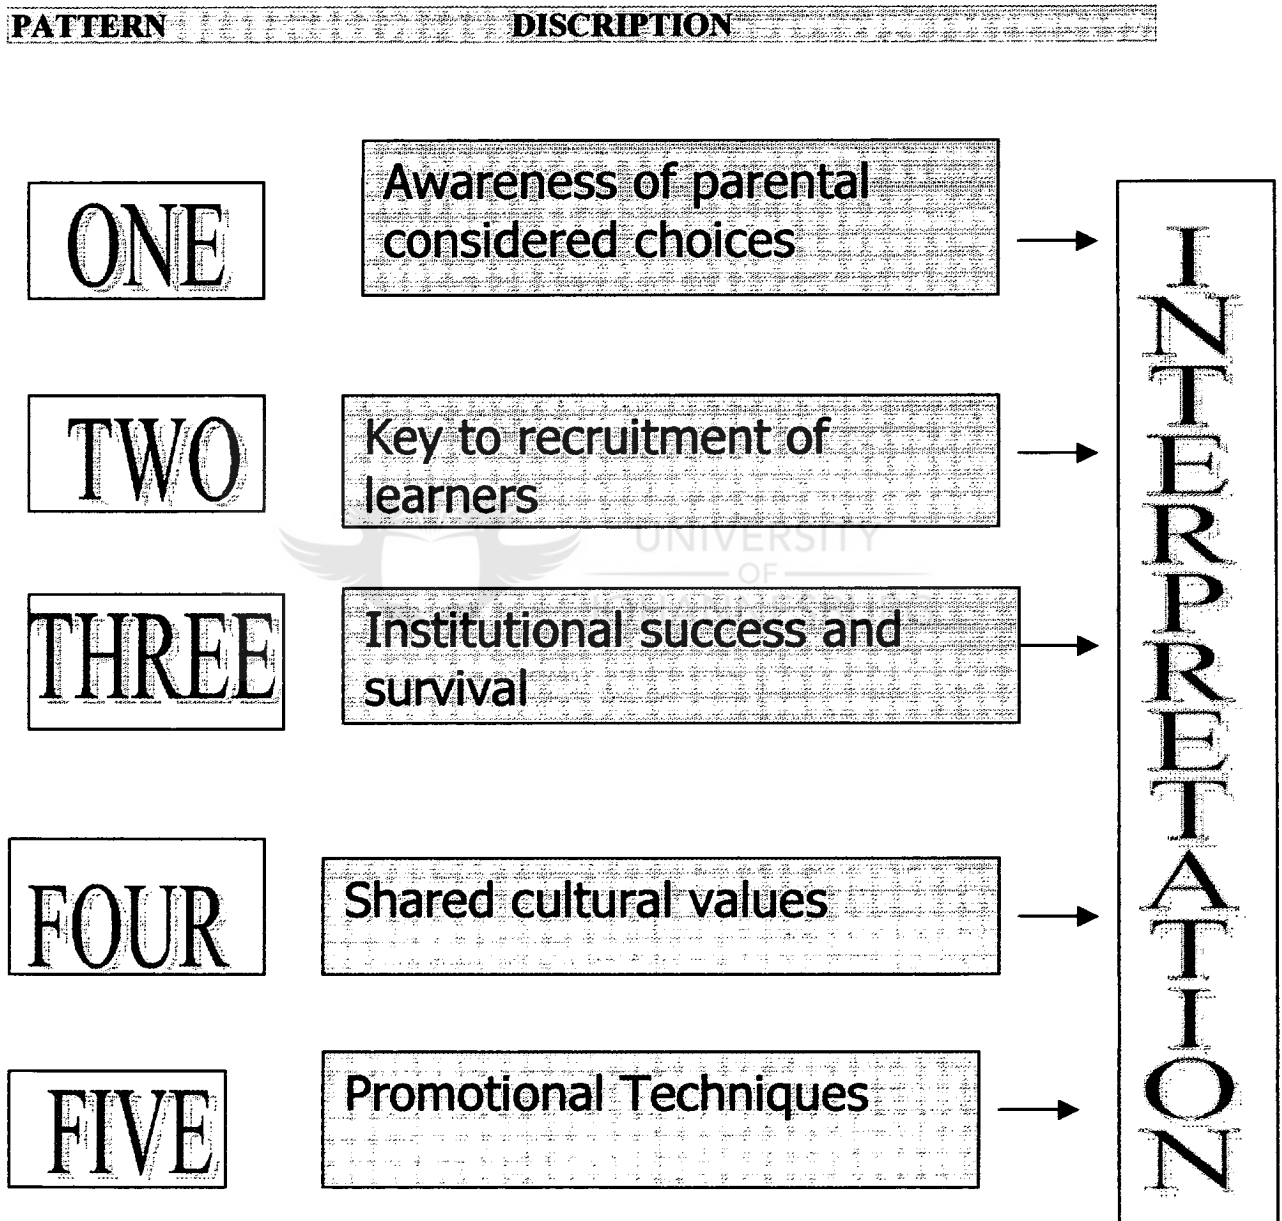 PATTERN DISCRIPTION
ONE
Awareness of parental
considered choices
TWO
Key to recruitment of
learners
UNIVERSITY
OF
THREE
Institutional success and
survival
FOUR
Shared cultural values
FIVE
Promotional Techniques
INTERPRETATION